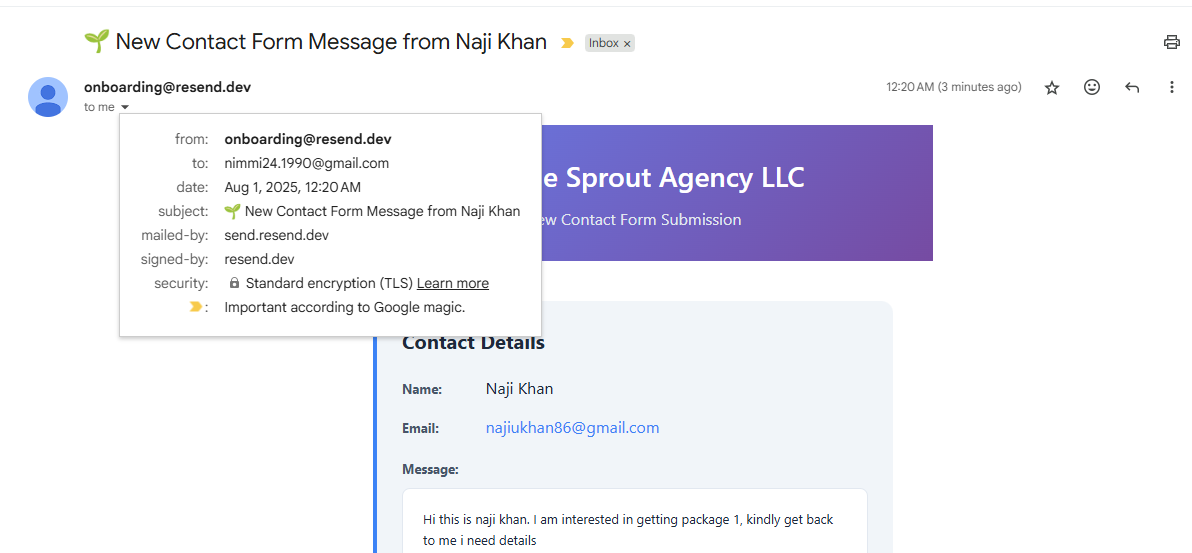 🌱 New Contact Form Message from Naji Khan Inbox ×
onboarding@resend.dev 12:20 AM (3 minutes ago)
to me
from: onboarding@resend.dev
to: nimmi24.1990@gmail.com
date: Aug 1, 2025, 12:20 AM
subject: 🌱 New Contact Form Message from Naji Khan
mailed-by: send.resend.dev
signed-by: resend.dev
security: Standard encryption (TLS) Learn more
: Important according to Google magic.
e Sprout Agency LLC
ew Contact Form Submission
Contact Details
Name: Naji Khan
Email: najiukhan86@gmail.com
Message:
Hi this is naji khan. I am interested in getting package 1, kindly get back
to me i need details